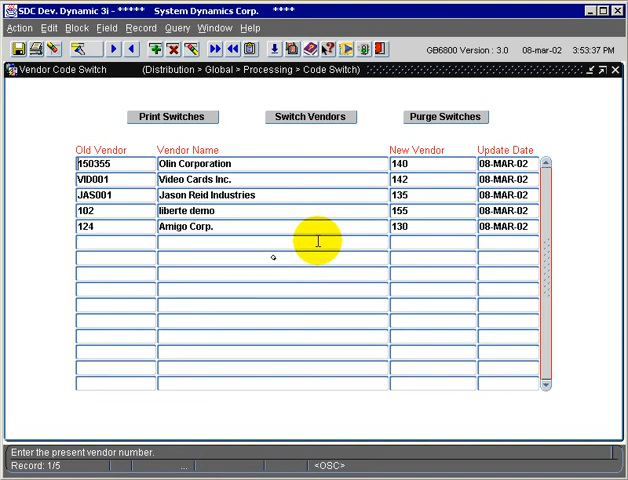 SDC Dev. Dynamic 3i - ***** System Dynamics Corp. ****
Action Edit Block Field Record Query Window Help
GB6800 Version : 3.0 08-mar-02 3:53:37 PM
Vendor Code Switch (Distribution > Global > Processing > Code Switch)
Print Switches Switch Vendors Purge Switches
Old Vendor Vendor Name New Vendor Update Date
150355 Olin Corporation 140 08-MAR-02
VID001 Video Cards Inc. 142 08-MAR-02
JAS001 Jason Reid Industries 135 08-MAR-02
102 liberte demo 155 08-MAR-02
124 Amigo Corp. 130 08-MAR-02
Enter the present vendor number.
Record: 1/5 ... <OSC>